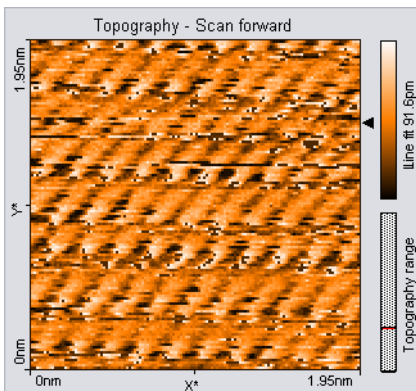 Topography - Scan forward
1.95nm
Y*
0nm
0nm
X*
1.95nm
Line fit 91.6pm
Topography range